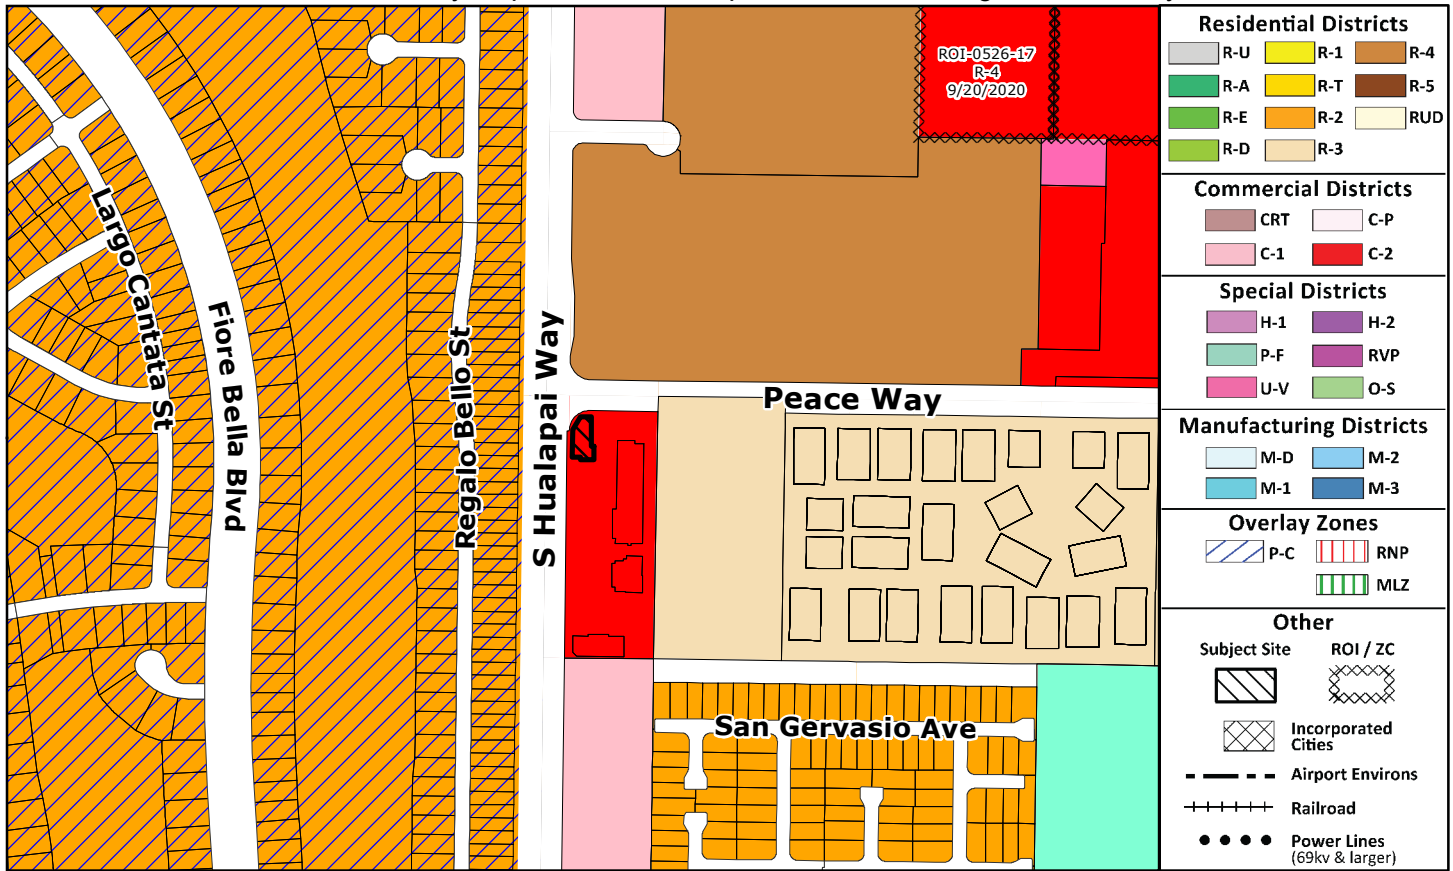 ROI-0526-17
R-4
9/20/2020
Largo Cantata St
Fiore Bella Blvd
Regalo Bello St
S Hualapai Way
Peace Way
San Gervasio Ave
Residential Districts
R-U
R-1
R-4
R-A
R-T
R-5
R-E
R-2
RUD
R-D
R-3
Commercial Districts
CRT
C-P
C-1
C-2
Special Districts
H-1
H-2
P-F
RVP
U-V
O-S
Manufacturing Districts
M-D
M-2
M-1
M-3
Overlay Zones
P-C
RNP
MLZ
Other
Subject Site
ROI / ZC
Incorporated
Cities
Airport Environs
Railroad
Power Lines
(69kv & larger)